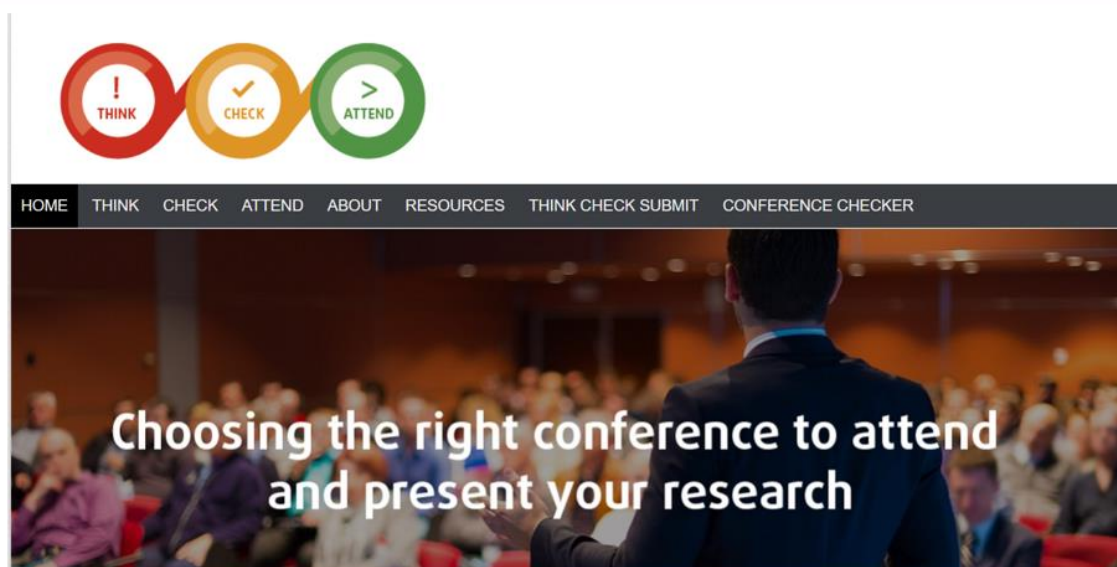 ! ✓ >
THINK CHECK ATTEND
HOME THINK CHECK ATTEND ABOUT RESOURCES THINK CHECK SUBMIT CONFERENCE CHECKER
Choosing the right conference to attend
and present your research